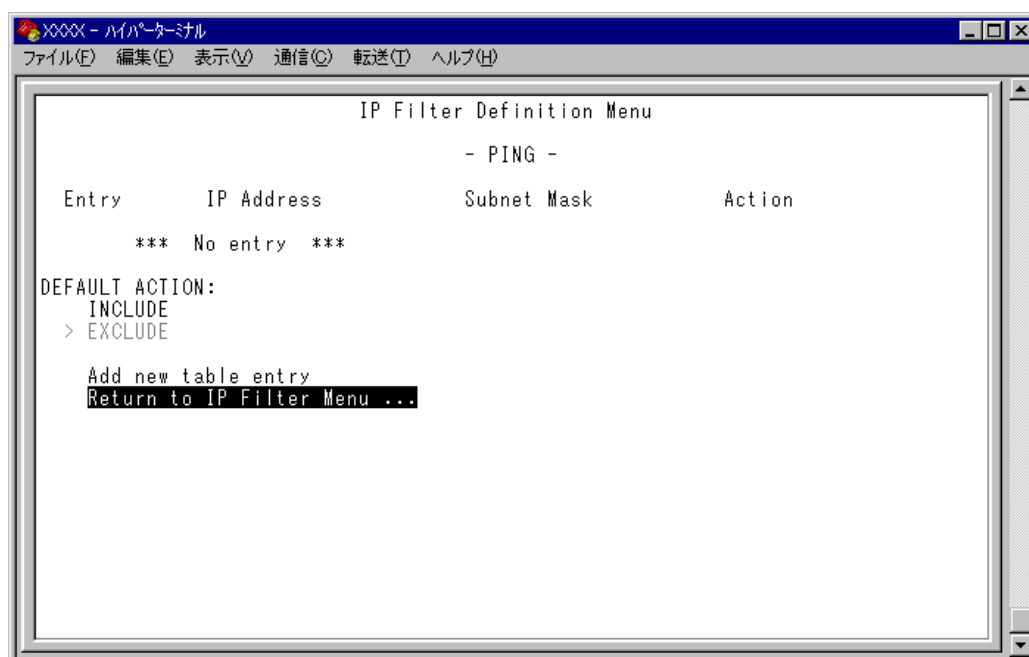 XXXX - ﾊｲﾊﾟｰﾀｰﾐﾅﾙ
ファイル(F) 編集(E) 表示(V) 通信(C) 転送(T) ヘルプ(H)
IP Filter Definition Menu
- PING -
Entry IP Address Subnet Mask Action
*** No entry ***
DEFAULT ACTION:
INCLUDE
> EXCLUDE
Add new table entry
Return to IP Filter Menu ...